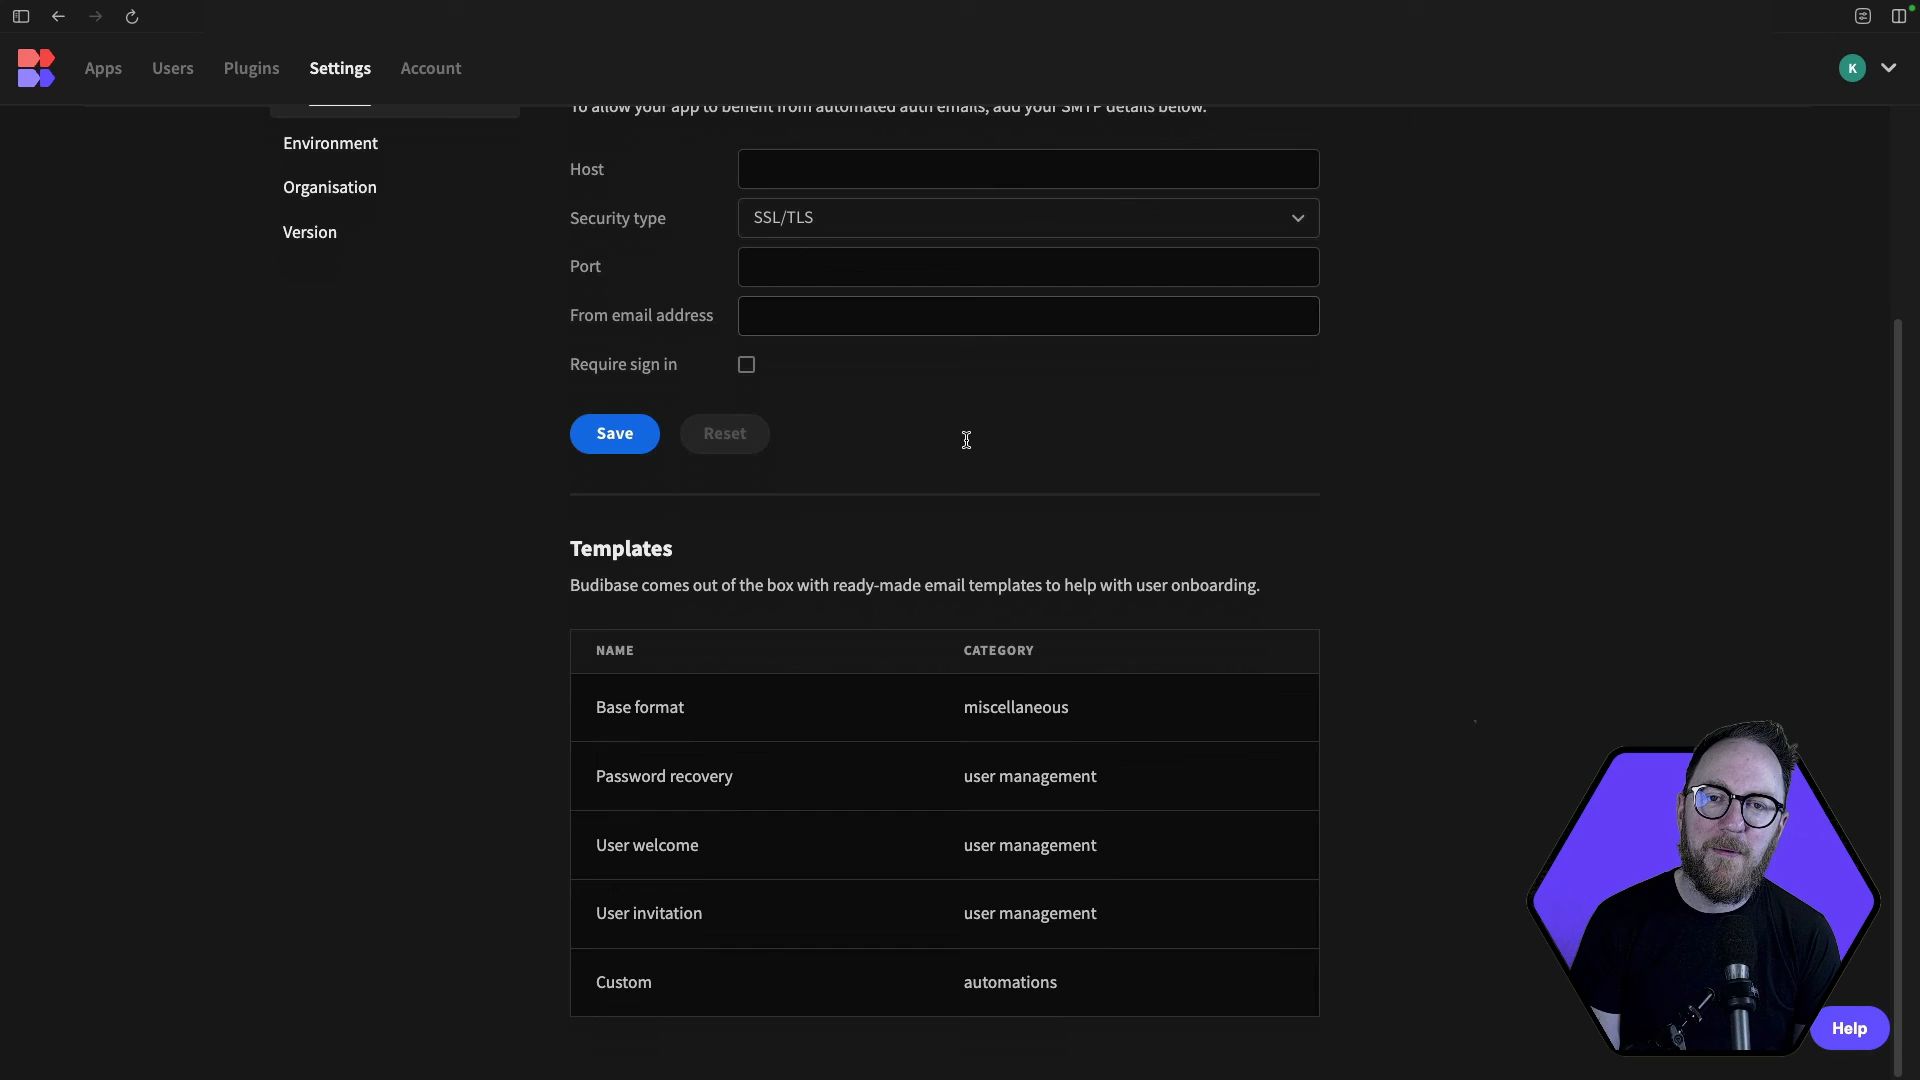 Apps Users Plugins Settings Account
K
To allow your app to benefit from automated auth emails, add your SMTP details below.
Environment
Organisation
Version
Host
Security type SSL/TLS
Port
From email address
Require sign in
Save Reset
Templates
Budibase comes out of the box with ready-made email templates to help with user onboarding.
NAME CATEGORY
Base format miscellaneous
Password recovery user management
User welcome user management
User invitation user management
Custom automations
Help